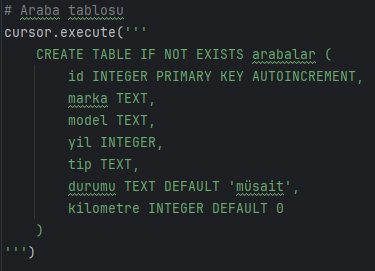 # Araba tablosu
cursor.execute('''
    CREATE TABLE IF NOT EXISTS arabalar (
        id INTEGER PRIMARY KEY AUTOINCREMENT,
        marka TEXT,
        model TEXT,
        yil INTEGER,
        tip TEXT,
        durumu TEXT DEFAULT 'müsait',
        kilometre INTEGER DEFAULT 0
    )
''')